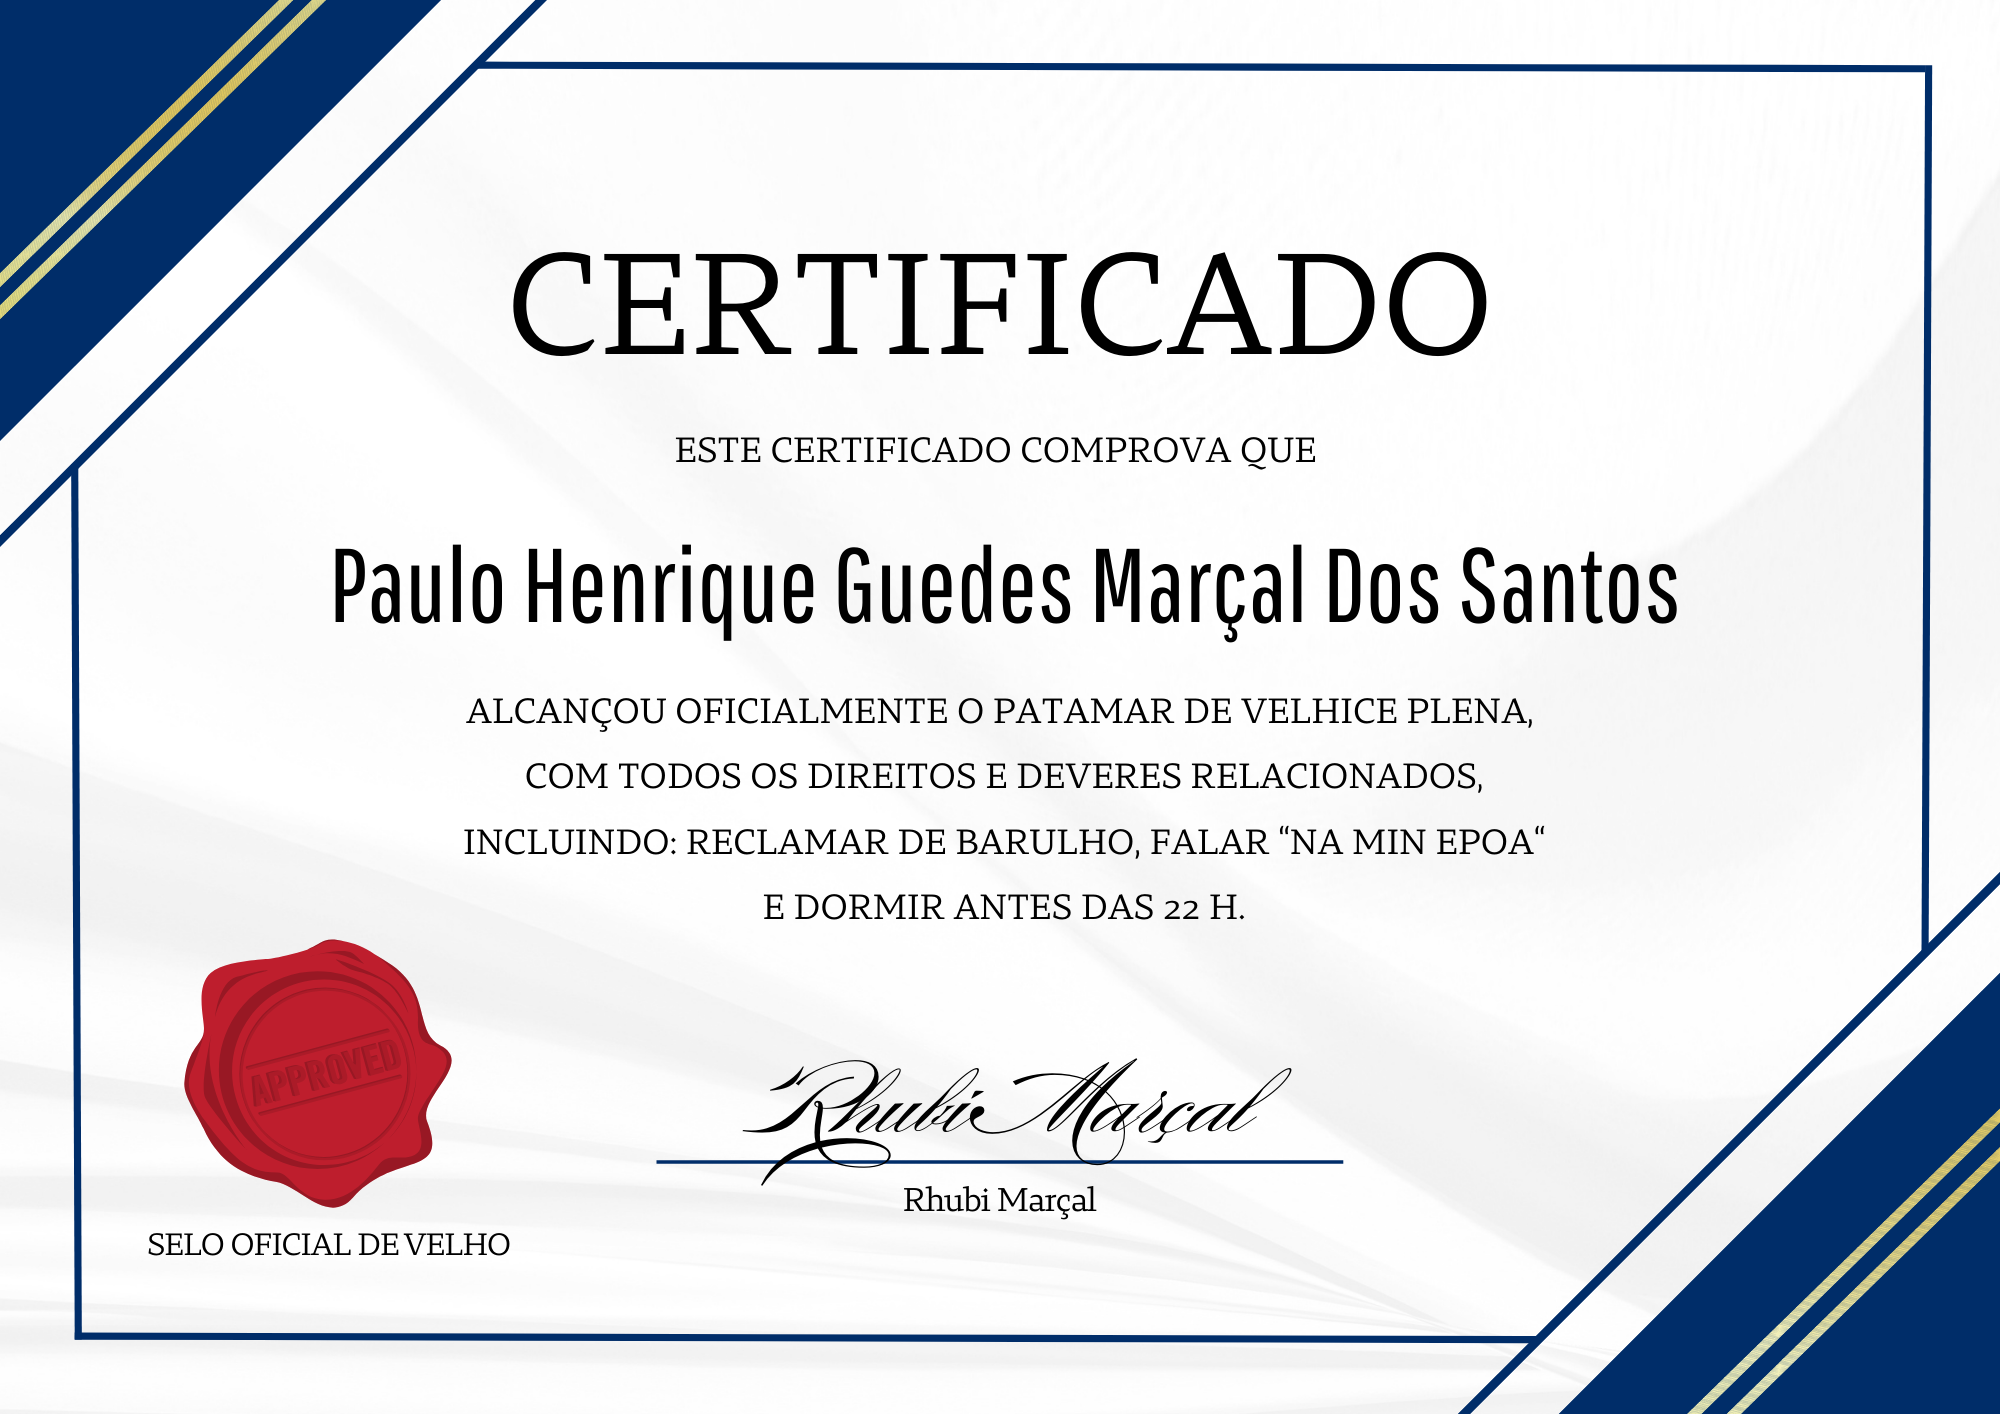 CERTIFICADO
ESTE CERTIFICADO COMPROVA QUE
Paulo Henrique Guedes Marçal Dos Santos
ALCANÇOU OFICIALMENTE O PATAMAR DE VELHICE PLENA,
COM TODOS OS DIREITOS E DEVERES RELACIONADOS,
INCLUINDO: RECLAMAR DE BARULHO, FALAR “NA MIN EPOA“
E DORMIR ANTES DAS 22 H.
APPROVED
Rhubi Marçal
Rhubi Marçal
SELO OFICIAL DE VELHO